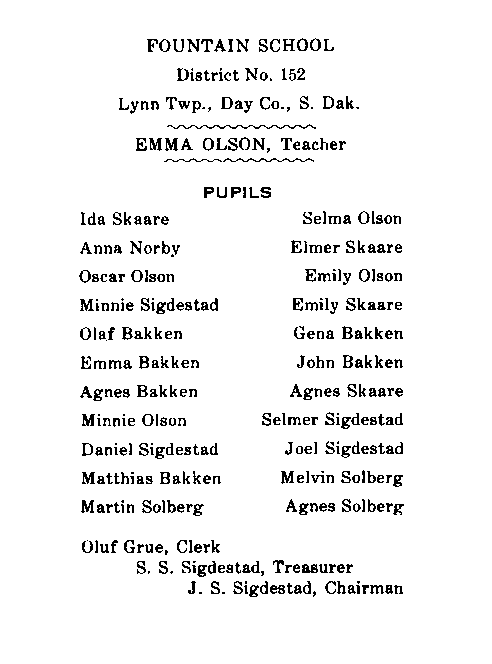 FOUNTAIN SCHOOL
District No. 152
Lynn Twp., Day Co., S. Dak.
EMMA OLSON, Teacher
PUPILS
Ida Skaare Selma Olson
Anna Norby Elmer Skaare
Oscar Olson Emily Olson
Minnie Sigdestad Emily Skaare
Olaf Bakken Gena Bakken
Emma Bakken John Bakken
Agnes Bakken Agnes Skaare
Minnie Olson Selmer Sigdestad
Daniel Sigdestad Joel Sigdestad
Matthias Bakken Melvin Solberg
Martin Solberg Agnes Solberg
Oluf Grue, Clerk
S. S. Sigdestad, Treasurer
J. S. Sigdestad, Chairman